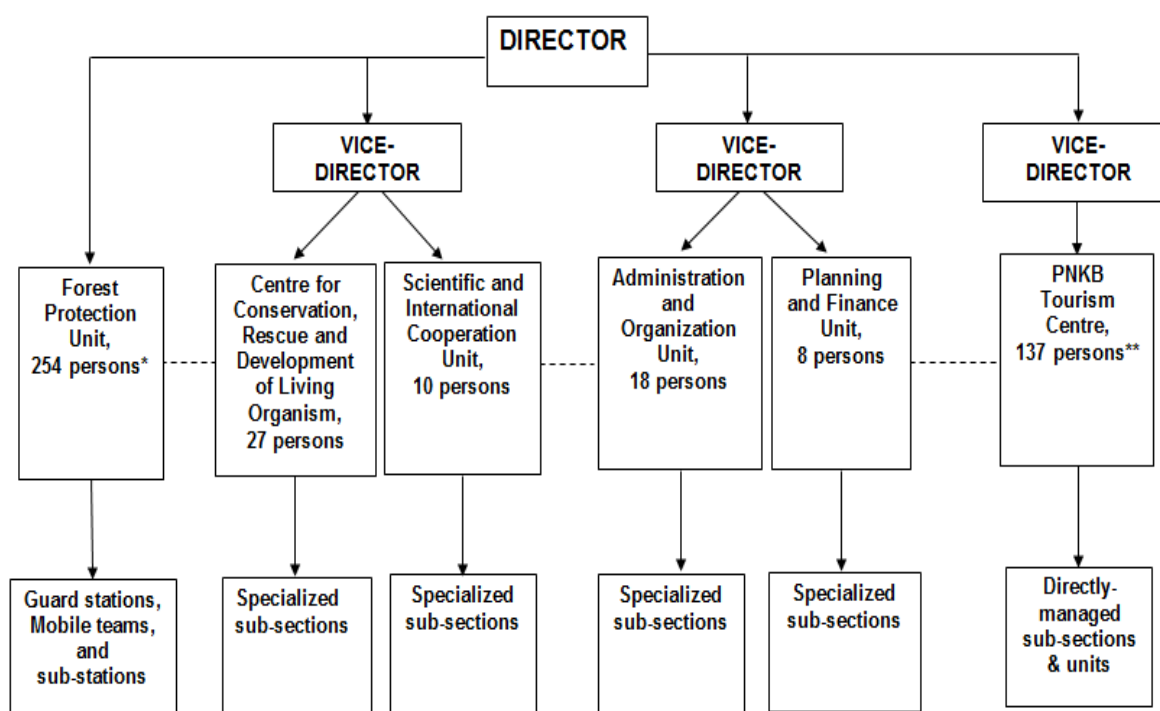 DIRECTOR
VICE-
DIRECTOR
VICE-
DIRECTOR
VICE-
DIRECTOR
Forest
Protection
Unit,
254 persons*
Centre for
Conservation,
Rescue and
Development
of Living
Organism,
27 persons
Scientific and
International
Cooperation
Unit,
10 persons
Administration
and
Organization
Unit,
18 persons
Planning
and Finance
Unit,
8 persons
PNKB
Tourism
Centre,
137 persons**
Guard stations,
Mobile teams,
and
sub-stations
Specialized
sub-sections
Specialized
sub-sections
Specialized
sub-sections
Specialized
sub-sections
Directly-
managed
sub-sections
& units